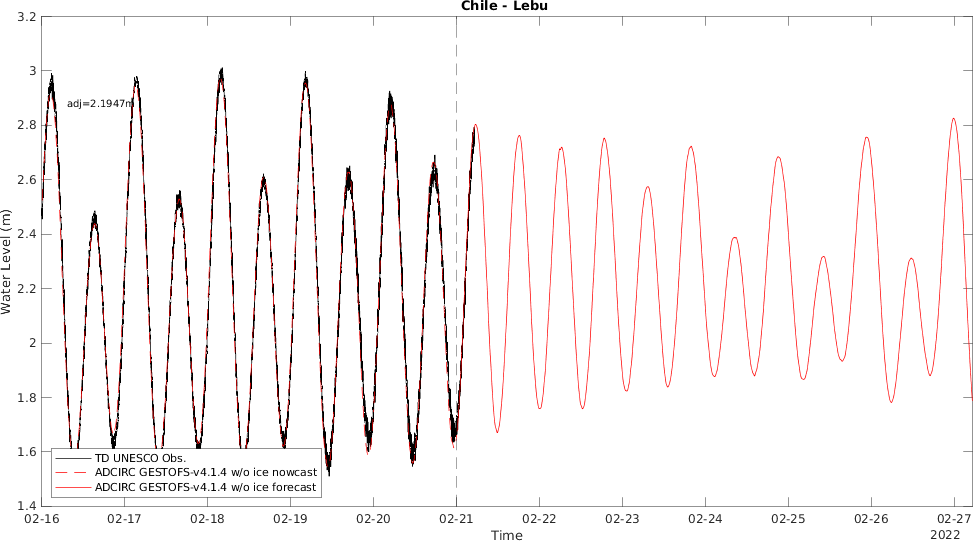 Chile - Lebu
3.2
3
2.8
2.6
2.4
2.2
2
1.8
1.6
1.4
Water Level (m)
adj=2.1947m
TD UNESCO Obs.
ADCIRC GESTOFS-v4.1.4 w/o ice nowcast
ADCIRC GESTOFS-v4.1.4 w/o ice forecast
02-16 02-17 02-18 02-19 02-20 02-21 02-22 02-23 02-24 02-25 02-26 02-27
Time
2022